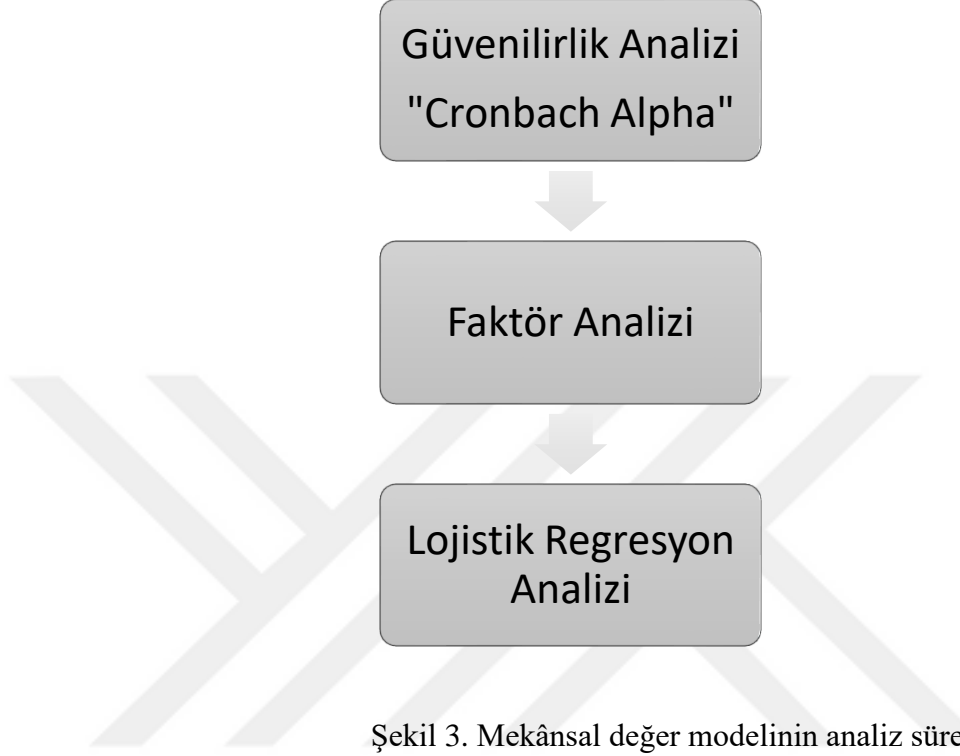 Güvenilirlik Analizi
"Cronbach Alpha"
Faktör Analizi
Lojistik Regresyon
Analizi
Şekil 3. Mekânsal değer modelinin analiz süre